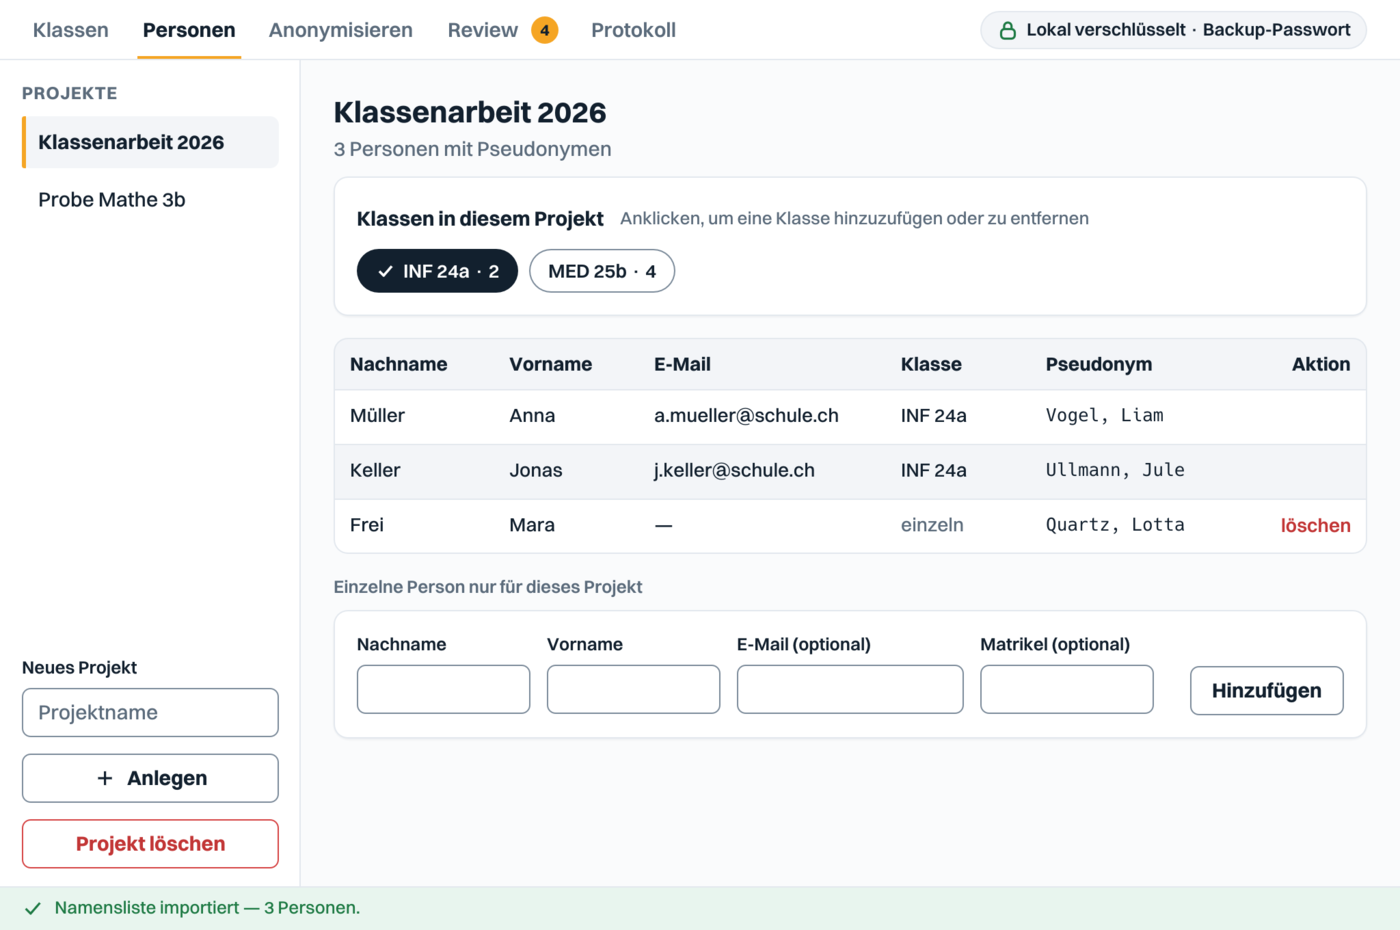 Klassen Personen Anonymisieren Review 4 Protokoll Lokal verschlüsselt · Backup-Passwort
PROJEKTE
Klassenarbeit 2026
Probe Mathe 3b
Neues Projekt
Projektname
+ Anlegen
Projekt löschen
Klassenarbeit 2026
3 Personen mit Pseudonymen
Klassen in diesem Projekt Anklicken, um eine Klasse hinzuzufügen oder zu entfernen
✓ INF 24a · 2 MED 25b · 4
Nachname Vorname E-Mail Klasse Pseudonym Aktion
Müller Anna a.mueller@schule.ch INF 24a Vogel, Liam
Keller Jonas j.keller@schule.ch INF 24a Ullmann, Jule
Frei Mara — einzeln Quartz, Lotta löschen
Einzelne Person nur für dieses Projekt
Nachname Vorname E-Mail (optional) Matrikel (optional)
Hinzufügen
✓ Namensliste importiert — 3 Personen.